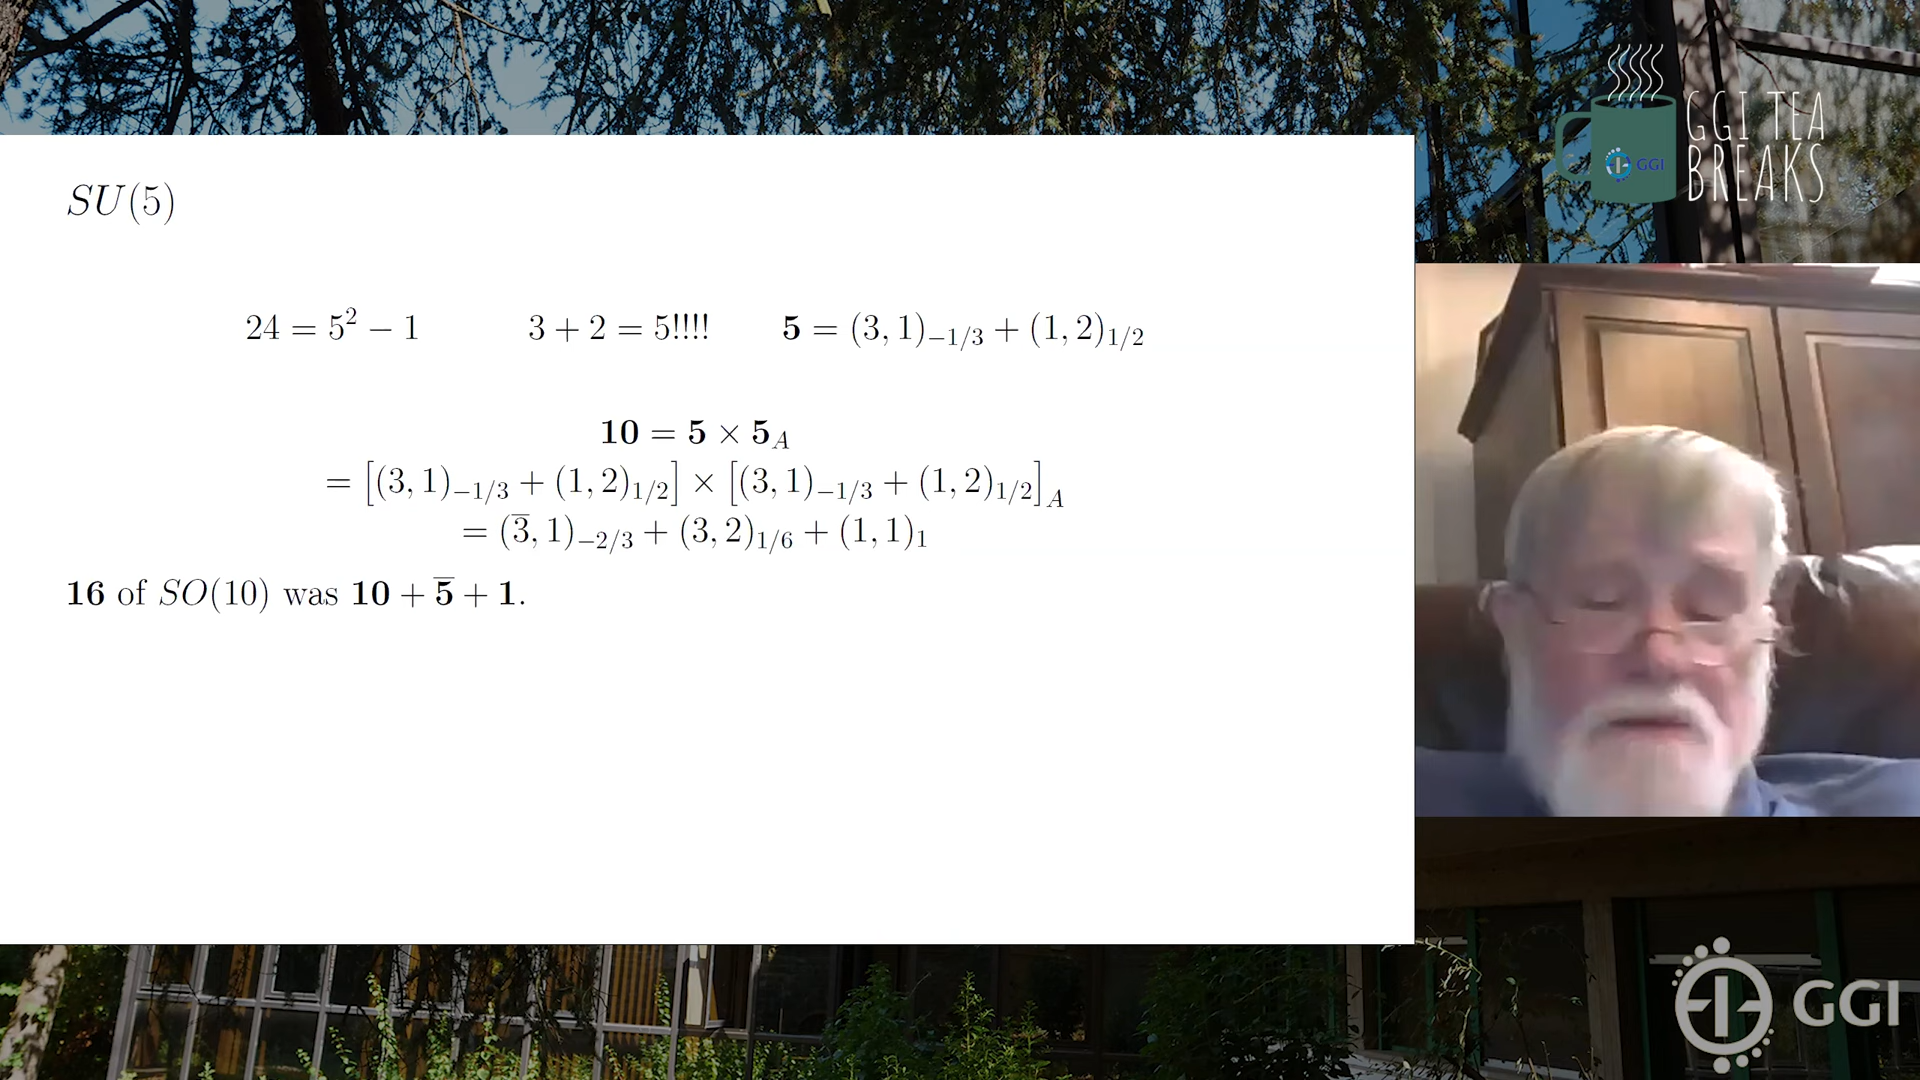 SU(5)
24 = 5² − 1    3 + 2 = 5!!!!    𝟓 = (3, 1)₋₁/₃ + (1, 2)₁/₂
𝟏𝟎 = 𝟓 × 𝟓_A
= [(3, 1)₋₁/₃ + (1, 2)₁/₂] × [(3, 1)₋₁/₃ + (1, 2)₁/₂]_A
= (3̅, 1)₋₂/₃ + (3, 2)₁/₆ + (1, 1)₁
𝟏𝟔 of SO(10) was 𝟏𝟎 + 𝟓̅ + 𝟏.
GGI TEA
BREAKS
GGI
GGI